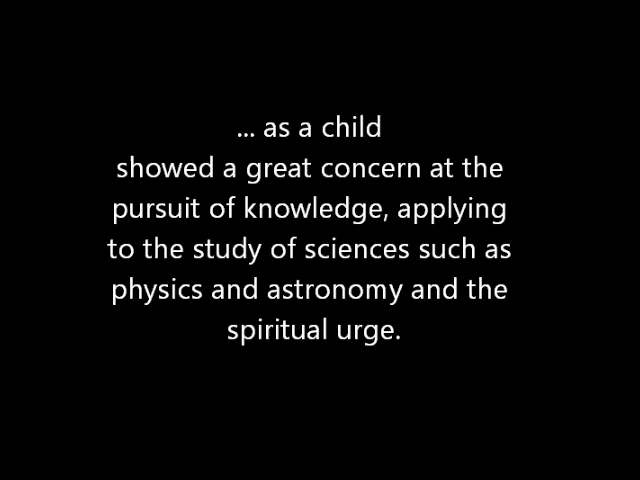 ... as a child
showed a great concern at the
pursuit of knowledge, applying
to the study of sciences such as
physics and astronomy and the
spiritual urge.